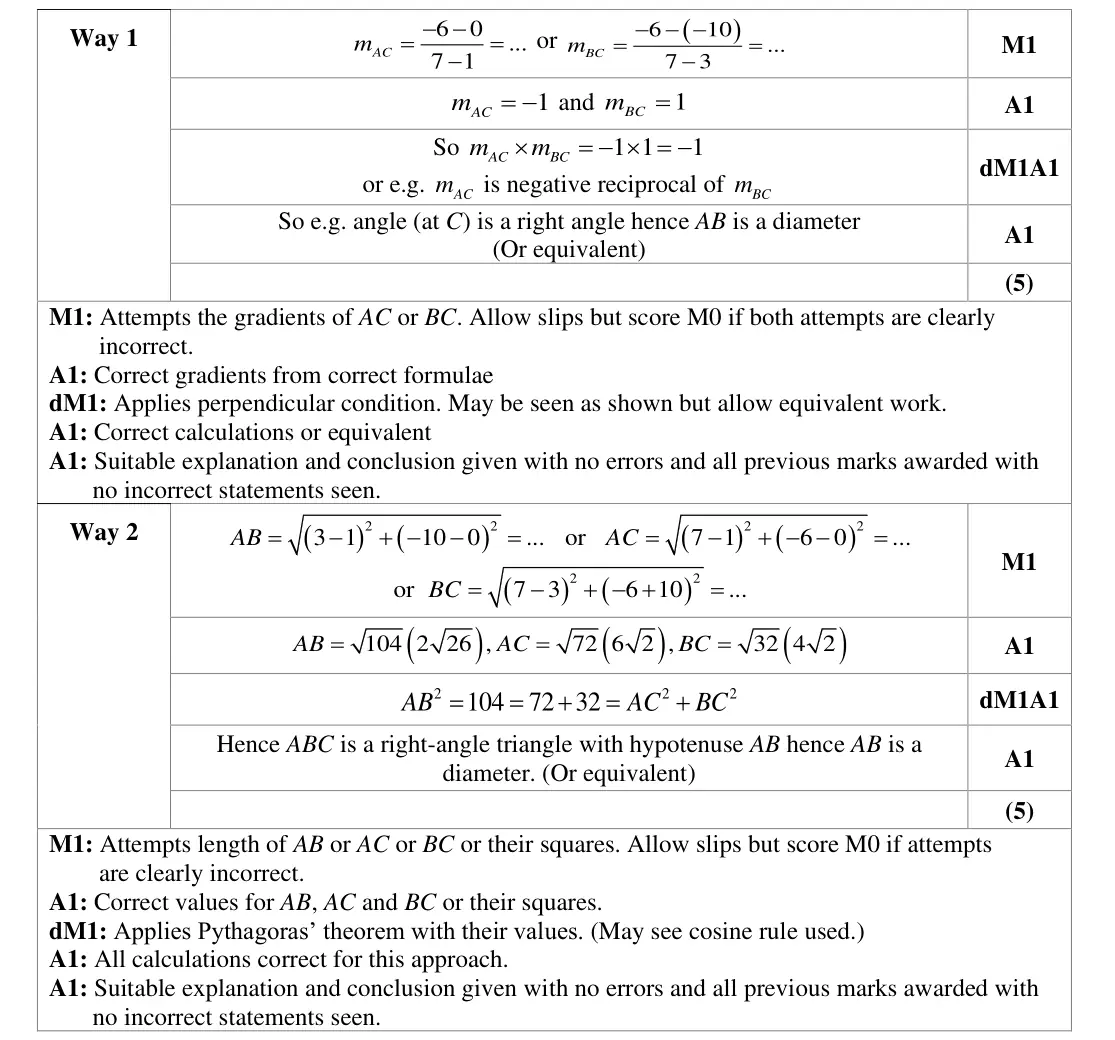 Way 1
m_AC = (−6 − 0)/(7 − 1) = ... or m_BC = (−6 − (−10))/(7 − 3) = ...
M1
m_AC = −1 and m_BC = 1
A1
So m_AC × m_BC = −1×1 = −1
or e.g. m_AC is negative reciprocal of m_BC
dM1A1
So e.g. angle (at C) is a right angle hence AB is a diameter
(Or equivalent)
A1
(5)
M1: Attempts the gradients of AC or BC. Allow slips but score M0 if both attempts are clearly
incorrect.
A1: Correct gradients from correct formulae
dM1: Applies perpendicular condition. May be seen as shown but allow equivalent work.
A1: Correct calculations or equivalent
A1: Suitable explanation and conclusion given with no errors and all previous marks awarded with
no incorrect statements seen.
Way 2
AB = √((3−1)² + (−10−0)²) = ... or AC = √((7−1)² + (−6−0)²) = ...
or BC = √((7−3)² + (−6+10)²) = ...
M1
AB = √104 (2√26), AC = √72 (6√2), BC = √32 (4√2)
A1
AB² = 104 = 72 + 32 = AC² + BC²
dM1A1
Hence ABC is a right-angle triangle with hypotenuse AB hence AB is a
diameter. (Or equivalent)
A1
(5)
M1: Attempts length of AB or AC or BC or their squares. Allow slips but score M0 if attempts
are clearly incorrect.
A1: Correct values for AB, AC and BC or their squares.
dM1: Applies Pythagoras’ theorem with their values. (May see cosine rule used.)
A1: All calculations correct for this approach.
A1: Suitable explanation and conclusion given with no errors and all previous marks awarded with
no incorrect statements seen.